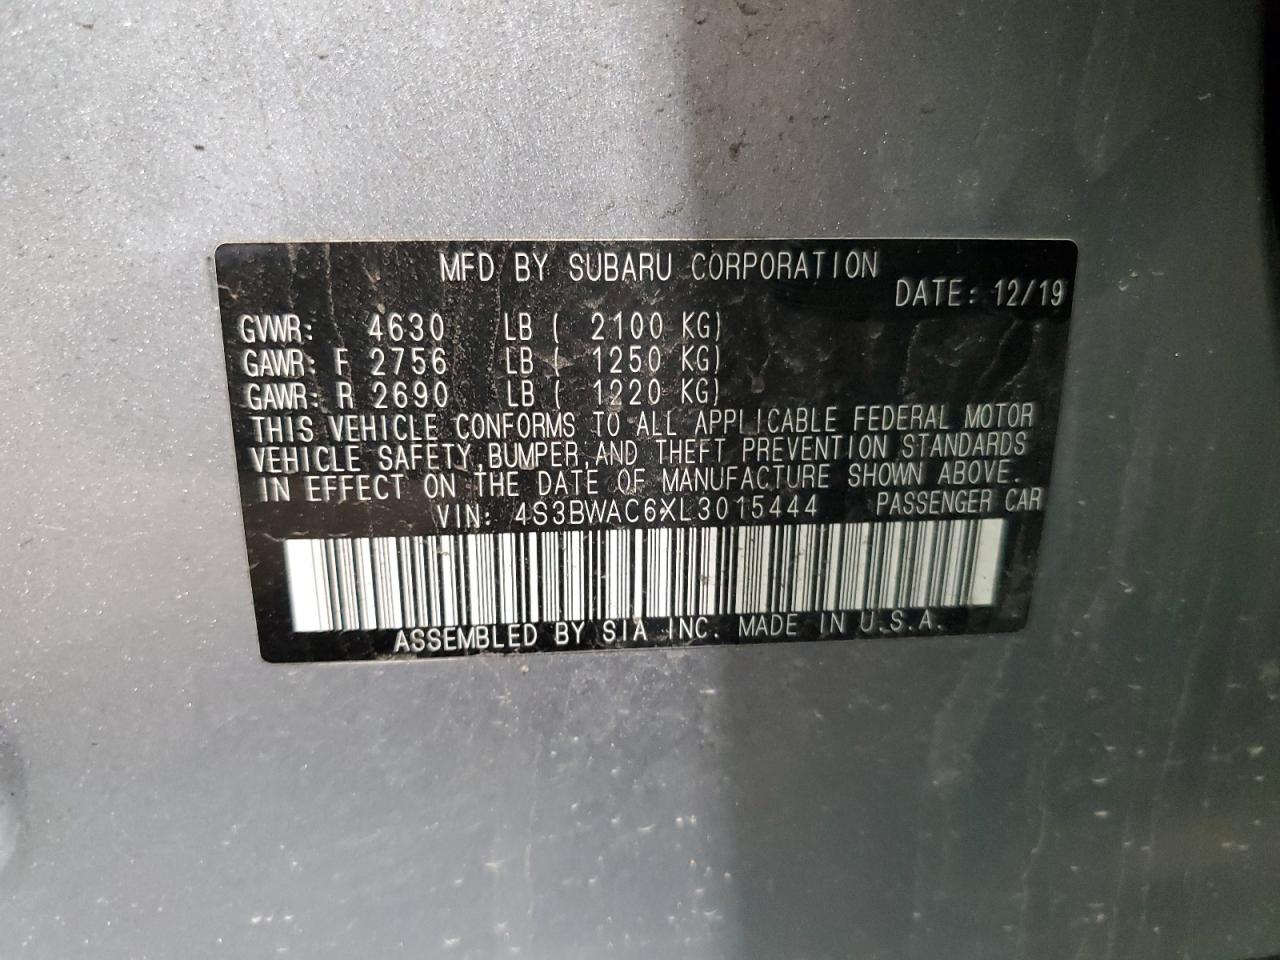 MFD BY SUBARU CORPORATION
DATE: 12/19
GVWR: 4630 LB ( 2100 KG)
GAWR: F 2756 LB ( 1250 KG)
GAWR: R 2690 LB ( 1220 KG)
THIS VEHICLE CONFORMS TO ALL APPLICABLE FEDERAL MOTOR
VEHICLE SAFETY, BUMPER, AND THEFT PREVENTION STANDARDS
IN EFFECT ON THE DATE OF MANUFACTURE SHOWN ABOVE.
VIN: 4S3BWAC6XL3015444 PASSENGER CAR
ASSEMBLED BY SIA INC. MADE IN U.S.A.